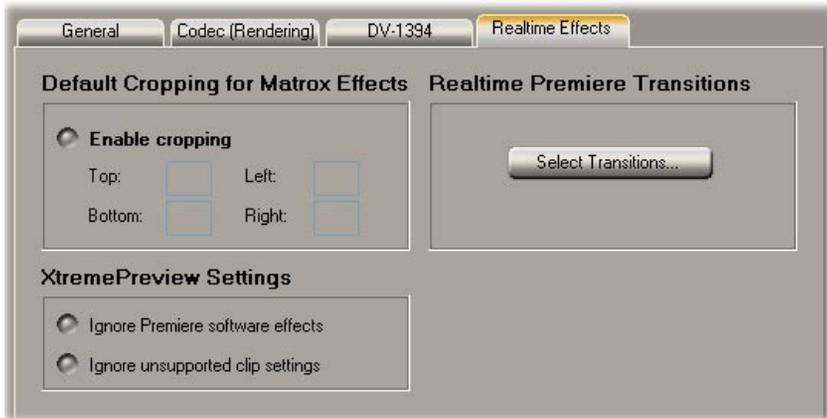 General
Codec (Rendering)
DV-1394
Realtime Effects
Default Cropping for Matrox Effects
Enable cropping
Top:
Left:
Bottom:
Right:
Realtime Premiere Transitions
Select Transitions...
XtremePreview Settings
Ignore Premiere software effects
Ignore unsupported clip settings